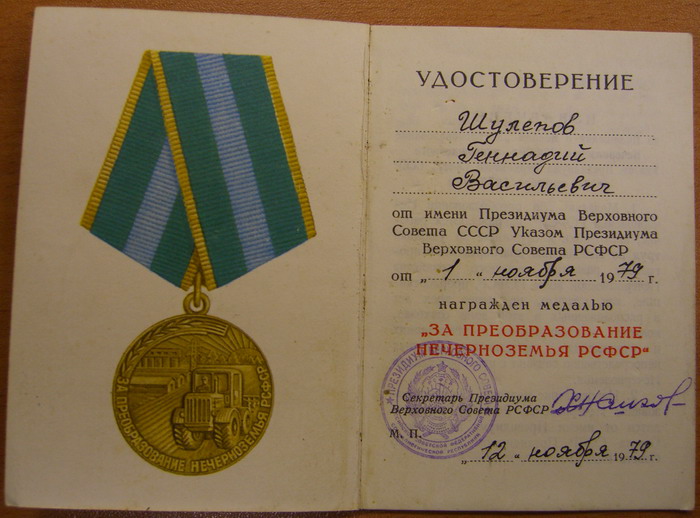 ЗА ПРЕОБРАЗОВАНИЕ НЕЧЕРНОЗЕМЬЯ РСФСР
УДОСТОВЕРЕНИЕ
Шулепов
Геннадий
Васильевич
от имени Президиума Верховного
Совета СССР Указом Президиума
Верховного Совета РСФСР
от „1“ ноября 1979 г.
награжден медалью
„ЗА ПРЕОБРАЗОВАНИЕ
НЕЧЕРНОЗЕМЬЯ РСФСР“
Секретарь Президиума
Верховного Совета РСФСР
М. П.
„12“ ноября 1979 г.